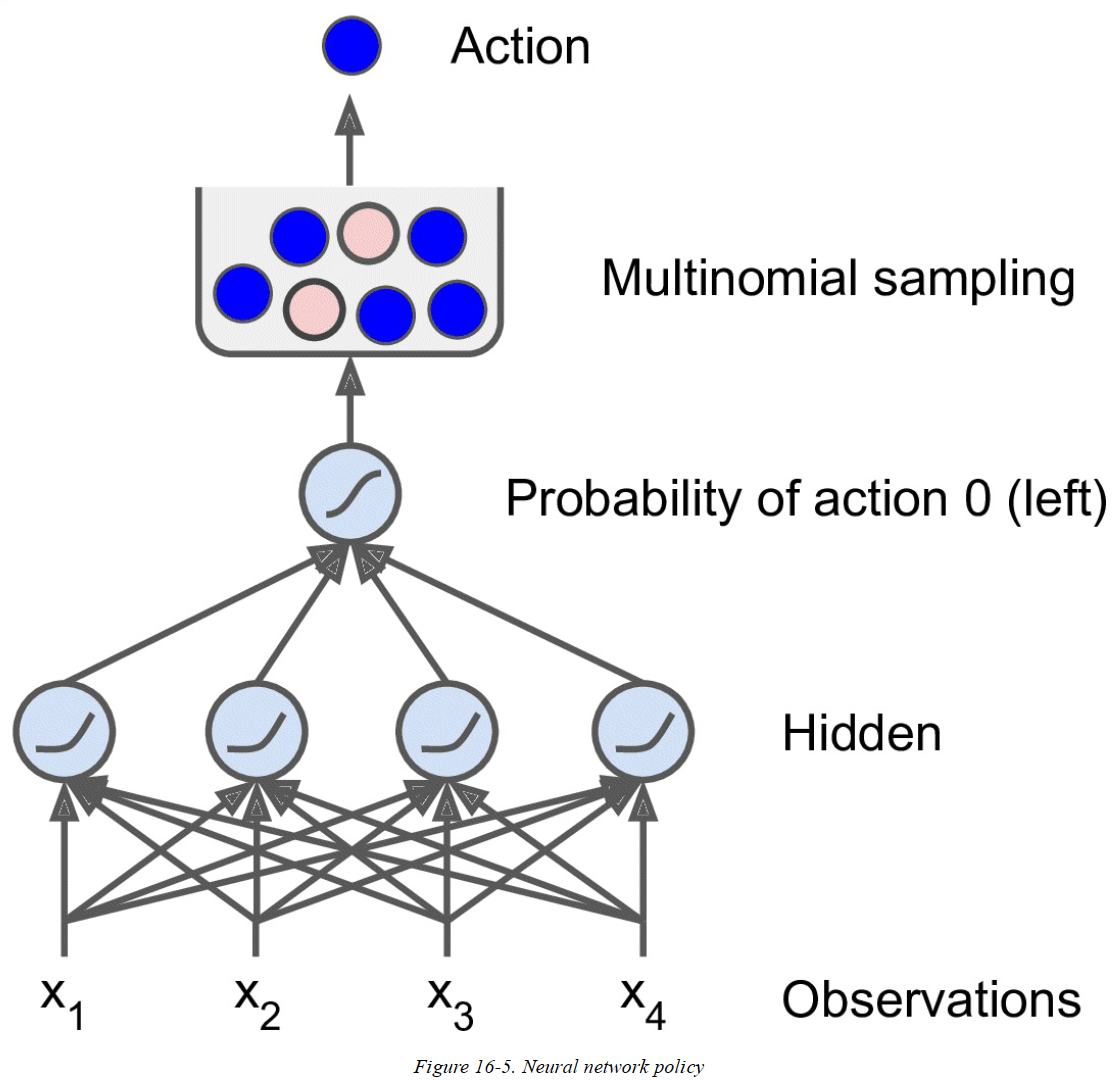 Action
Multinomial sampling
Probability of action 0 (left)
Hidden
x1 x2 x3 x4 Observations
Figure 16-5. Neural network policy